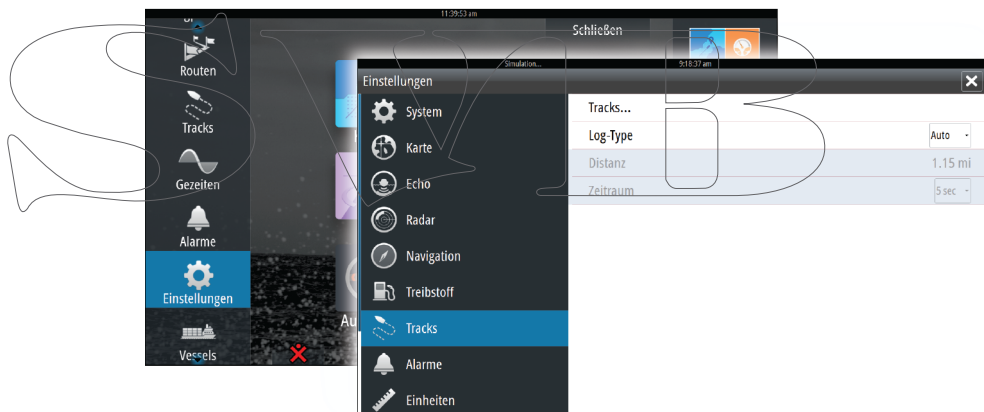 11:39:53 am
Schließen
Routen
Tracks
Gezeiten
Alarme
Einstellungen
Vessels
Simulation...
9:18:37 am
Einstellungen
System
Karte
Echo
Radar
Navigation
Treibstoff
Tracks
Alarme
Einheiten
Tracks...
Log-Type
Auto
Distanz
1.15 mi
Zeitraum
5 sec